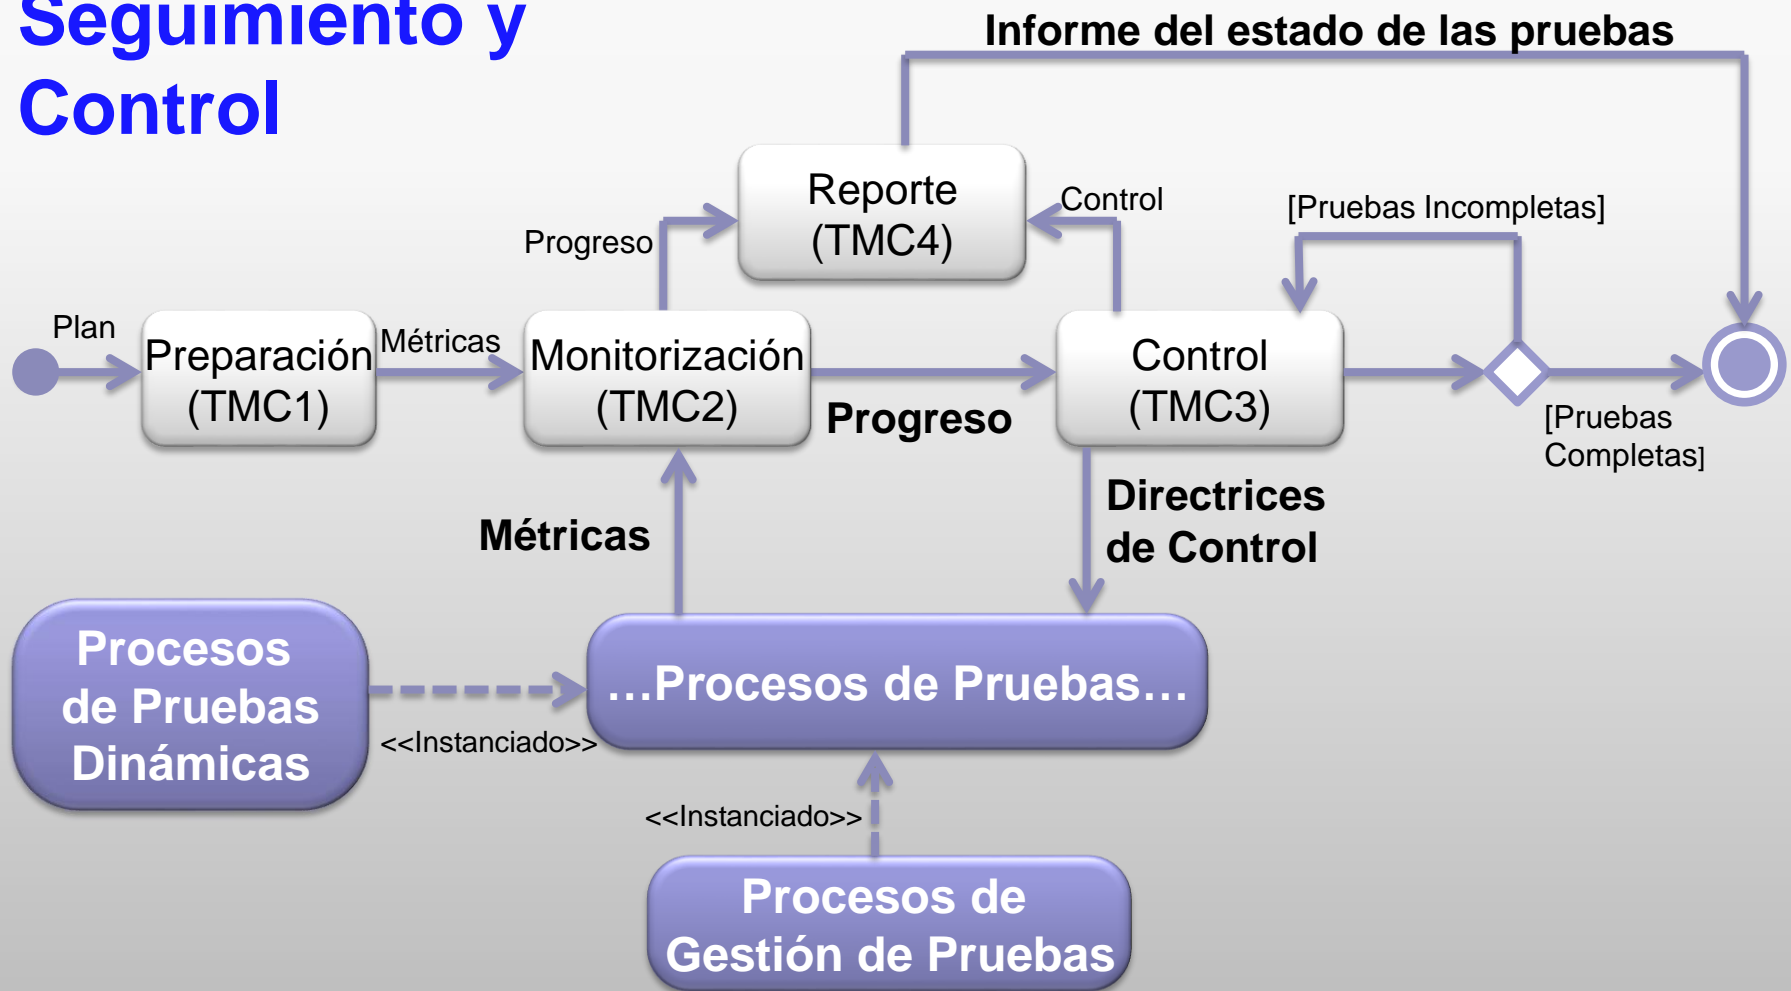 Seguimiento y
Control
Informe del estado de las pruebas
Reporte
(TMC4)
Control
[Pruebas Incompletas]
Progreso
Plan
Preparación
(TMC1)
Métricas
Monitorización
(TMC2)
Progreso
Control
(TMC3)
[Pruebas
Completas]
Métricas
Directrices
de Control
Procesos
de Pruebas
Dinámicas
<<Instanciado>>
…Procesos de Pruebas…
<<Instanciado>>
Procesos de
Gestión de Pruebas